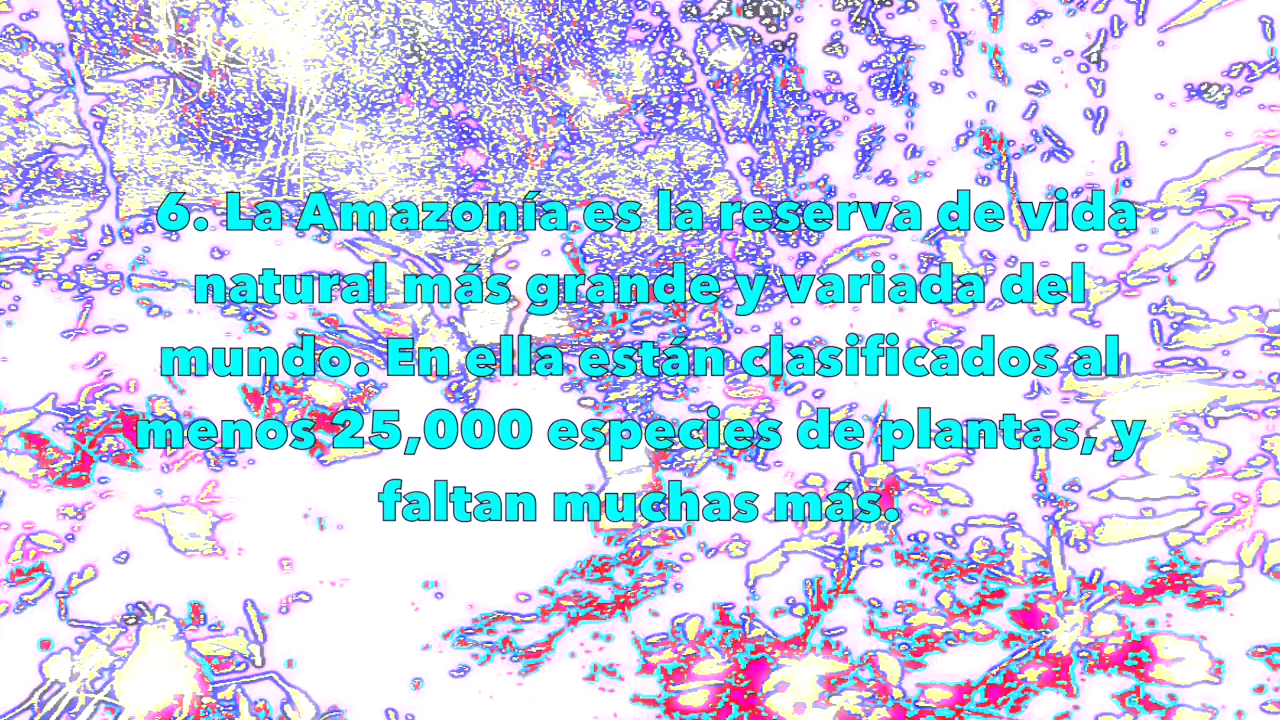 6. La Amazonía es la reserva de vida
natural más grande y variada del
mundo. En ella están clasificados al
menos 25,000 especies de plantas, y
faltan muchas más.